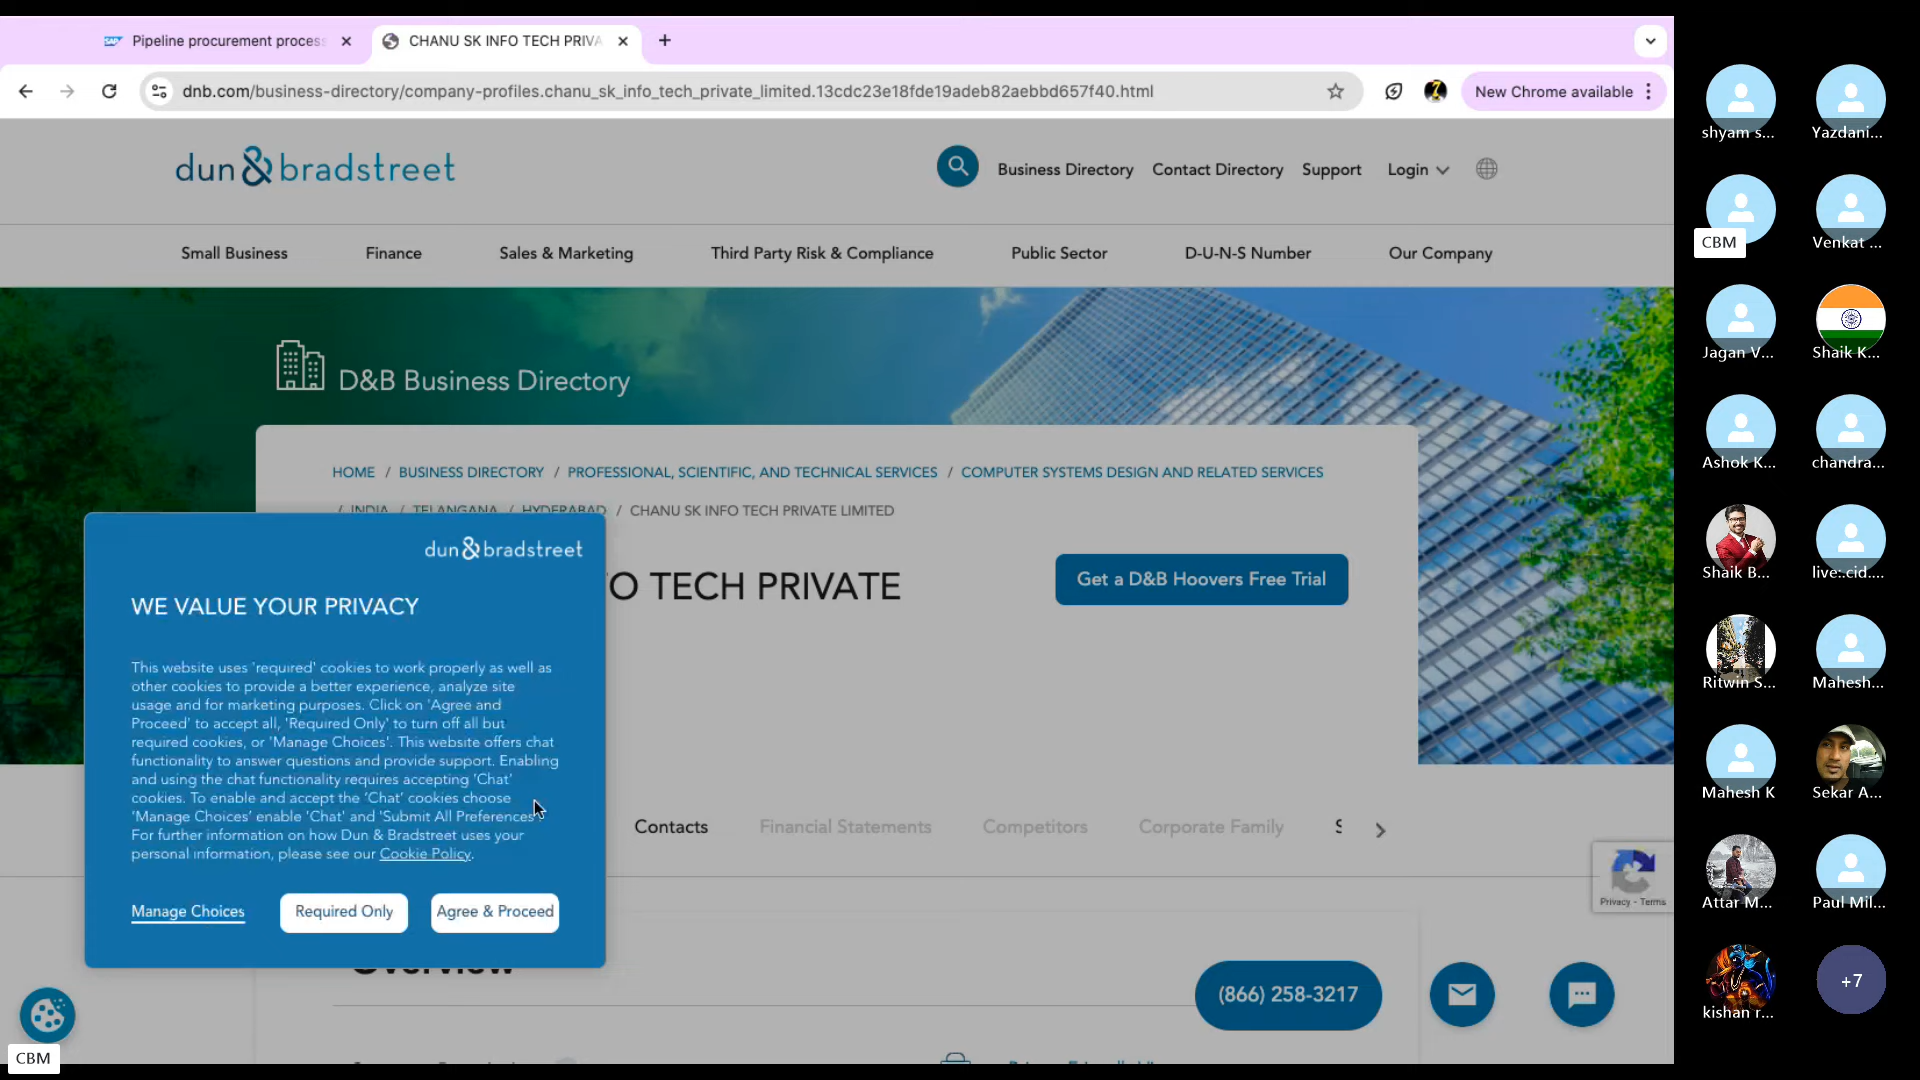 Pipeline procurement process
CHANU SK INFO TECH PRIVA
dnb.com/business-directory/company-profiles.chanu_sk_info_tech_private_limited.13cdc23e18fde19adeb82aebbd657f40.html
New Chrome available
dun&bradstreet
Business Directory
Contact Directory
Support
Login
Small Business
Finance
Sales & Marketing
Third Party Risk & Compliance
Public Sector
D-U-N-S Number
Our Company
D&B Business Directory
HOME / BUSINESS DIRECTORY / PROFESSIONAL, SCIENTIFIC, AND TECHNICAL SERVICES / COMPUTER SYSTEMS DESIGN AND RELATED SERVICES
/ INDIA / TELANGANA / HYDERABAD / CHANU SK INFO TECH PRIVATE LIMITED
O TECH PRIVATE
Get a D&B Hoovers Free Trial
dun&bradstreet
WE VALUE YOUR PRIVACY
This website uses 'required' cookies to work properly as well as
other cookies to provide a better experience, analyze site
usage and for marketing purposes. Click on 'Agree and
Proceed' to accept all, 'Required Only' to turn off all but
required cookies, or 'Manage Choices'. This website offers chat
functionality to answer questions and provide support. Enabling
and using the chat functionality requires accepting 'Chat'
cookies. To enable and accept the 'Chat' cookies choose
'Manage Choices' enable 'Chat' and 'Submit All Preferences'.
For further information on how Dun & Bradstreet uses your
personal information, please see our Cookie Policy.
Manage Choices
Required Only
Agree & Proceed
Contacts
Financial Statements
Competitors
Corporate Family
Privacy - Terms
Overview
(866) 258-3217
CBM
shyam s...
Yazdani...
CBM
Venkat ...
Jagan V...
Shaik K...
Ashok K...
chandra...
Shaik B...
live:.cid....
Ritwin S...
Mahesh...
Mahesh K
Sekar A...
Attar M...
Paul Mil...
kishan r...
+7